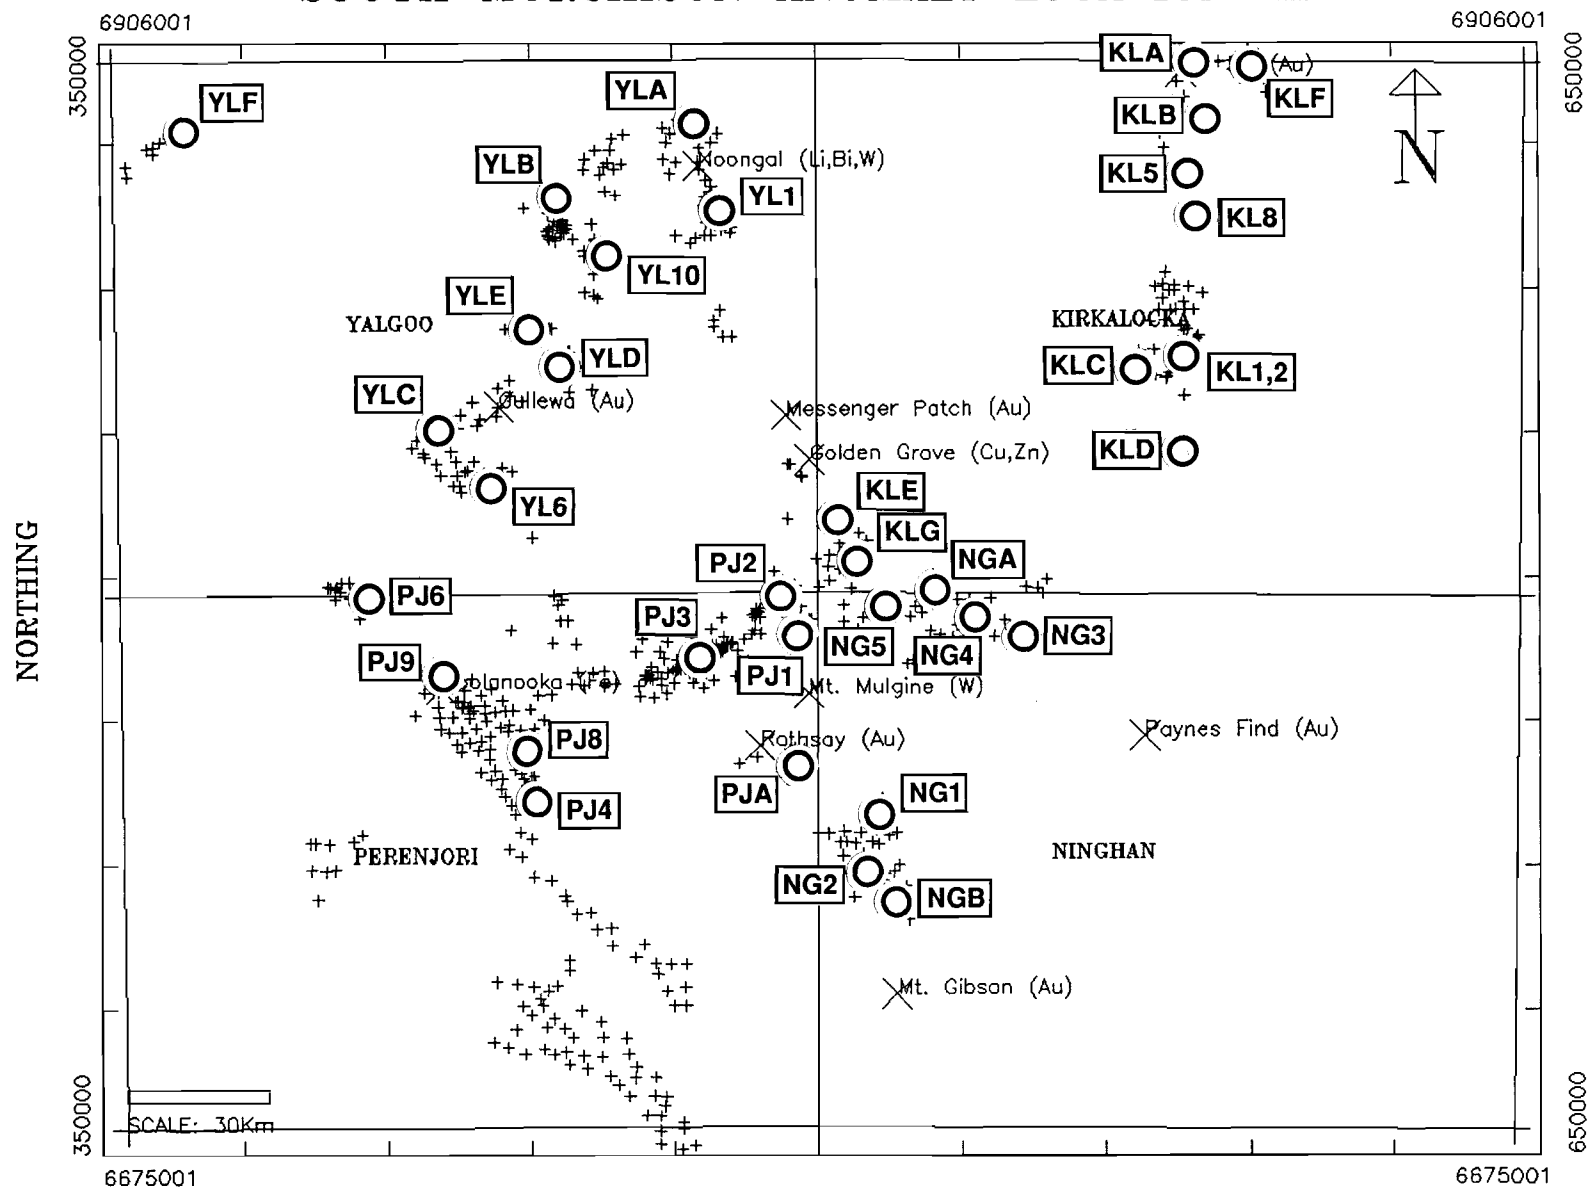 6906001
6906001
350000
650000
KLA
(Au)
YLF
YLA
KLF
KLB
YLB
Noongal (Li,Bi,W)
KL5
N
YL1
KL8
YL10
YLE
YALGOO
KIRKALOCKA
YLD
KLC
KL1,2
YLC
Gullewa (Au)
Messenger Patch (Au)
KLD
Golden Grove (Cu,Zn)
KLE
YL6
KLG
NORTHING
PJ2
NGA
PJ6
PJ3
NG5
NG4
NG3
PJ9
PJ1
Mt. Mulgine (W)
PJ8
Rothsay (Au)
Paynes Find (Au)
PJA
NG1
PJ4
PERENJORI
NINGHAN
NG2
NGB
Mt. Gibson (Au)
350000
650000
SCALE: 30Km
6675001
6675001